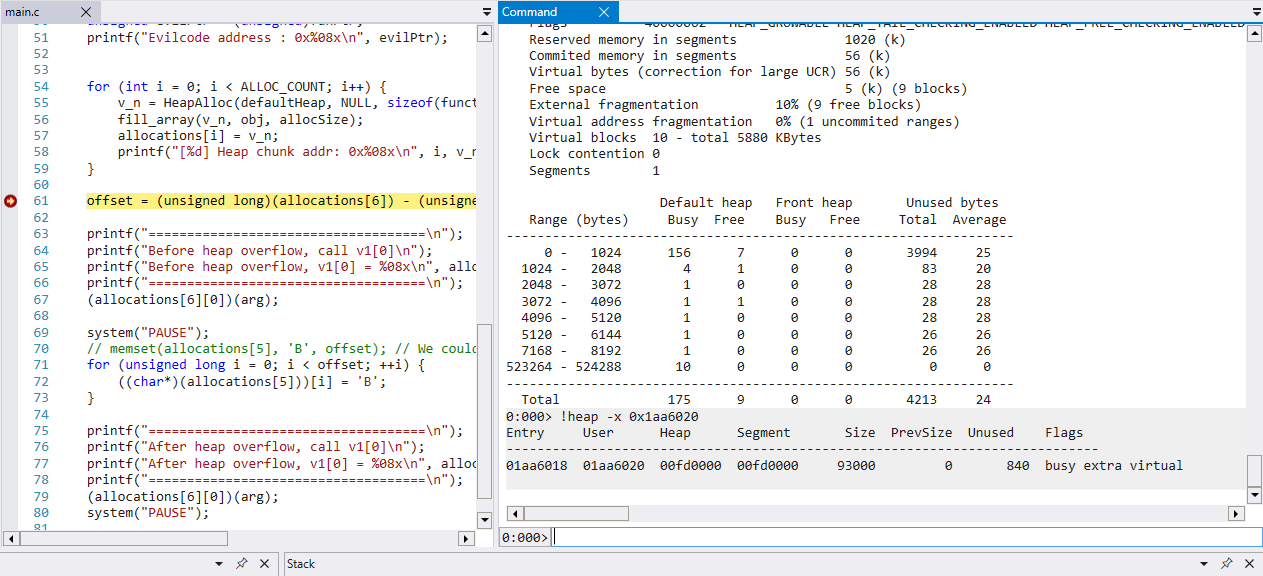 main.c
51 printf("Evilcode address : 0x%08x\n", evilPtr);
52
53
54 for (int i = 0; i < ALLOC_COUNT; i++) {
55 v_n = HeapAlloc(defaultHeap, NULL, sizeof(funct
56 fill_array(v_n, obj, allocSize);
57 allocations[i] = v_n;
58 printf("[%d] Heap chunk addr: 0x%08x\n", i, v_n
59 }
60
61 offset = (unsigned long)(allocations[6]) - (unsigne
62
63 printf("====================================\n");
64 printf("Before heap overflow, call v1[0]\n");
65 printf("Before heap overflow, v1[0] = %08x\n", allo
66 printf("====================================\n");
67 (allocations[6][0])(arg);
68
69 system("PAUSE");
70 // memset(allocations[5], 'B', offset); // We could
71 for (unsigned long i = 0; i < offset; ++i) {
72 ((char*)(allocations[5]))[i] = 'B';
73 }
74
75 printf("====================================\n");
76 printf("After heap overflow, call v1[0]\n");
77 printf("After heap overflow, v1[0] = %08x\n", alloc
78 printf("====================================\n");
79 (allocations[6][0])(arg);
80 system("PAUSE");
81
Command
Reserved memory in segments 1020 (k)
Commited memory in segments 56 (k)
Virtual bytes (correction for large UCR) 56 (k)
Free space 5 (k) (9 blocks)
External fragmentation 10% (9 free blocks)
Virtual address fragmentation 0% (1 uncommited ranges)
Virtual blocks 10 - total 5880 KBytes
Lock contention 0
Segments 1
Default heap Front heap Unused bytes
Range (bytes) Busy Free Busy Free Total Average
------------------------------------------------------------------
0 - 1024 156 7 0 0 3994 25
1024 - 2048 4 1 0 0 83 20
2048 - 3072 1 0 0 0 28 28
3072 - 4096 1 1 0 0 28 28
4096 - 5120 1 0 0 0 28 28
5120 - 6144 1 0 0 0 26 26
7168 - 8192 1 0 0 0 26 26
523264 - 524288 10 0 0 0 0 0
------------------------------------------------------------------
Total 175 9 0 0 4213 24
0:000> !heap -x 0x1aa6020
Entry User Heap Segment Size PrevSize Unused Flags
-----------------------------------------------------------------------------
01aa6018 01aa6020 00fd0000 00fd0000 93000 0 840 busy extra virtual
0:000>
Stack